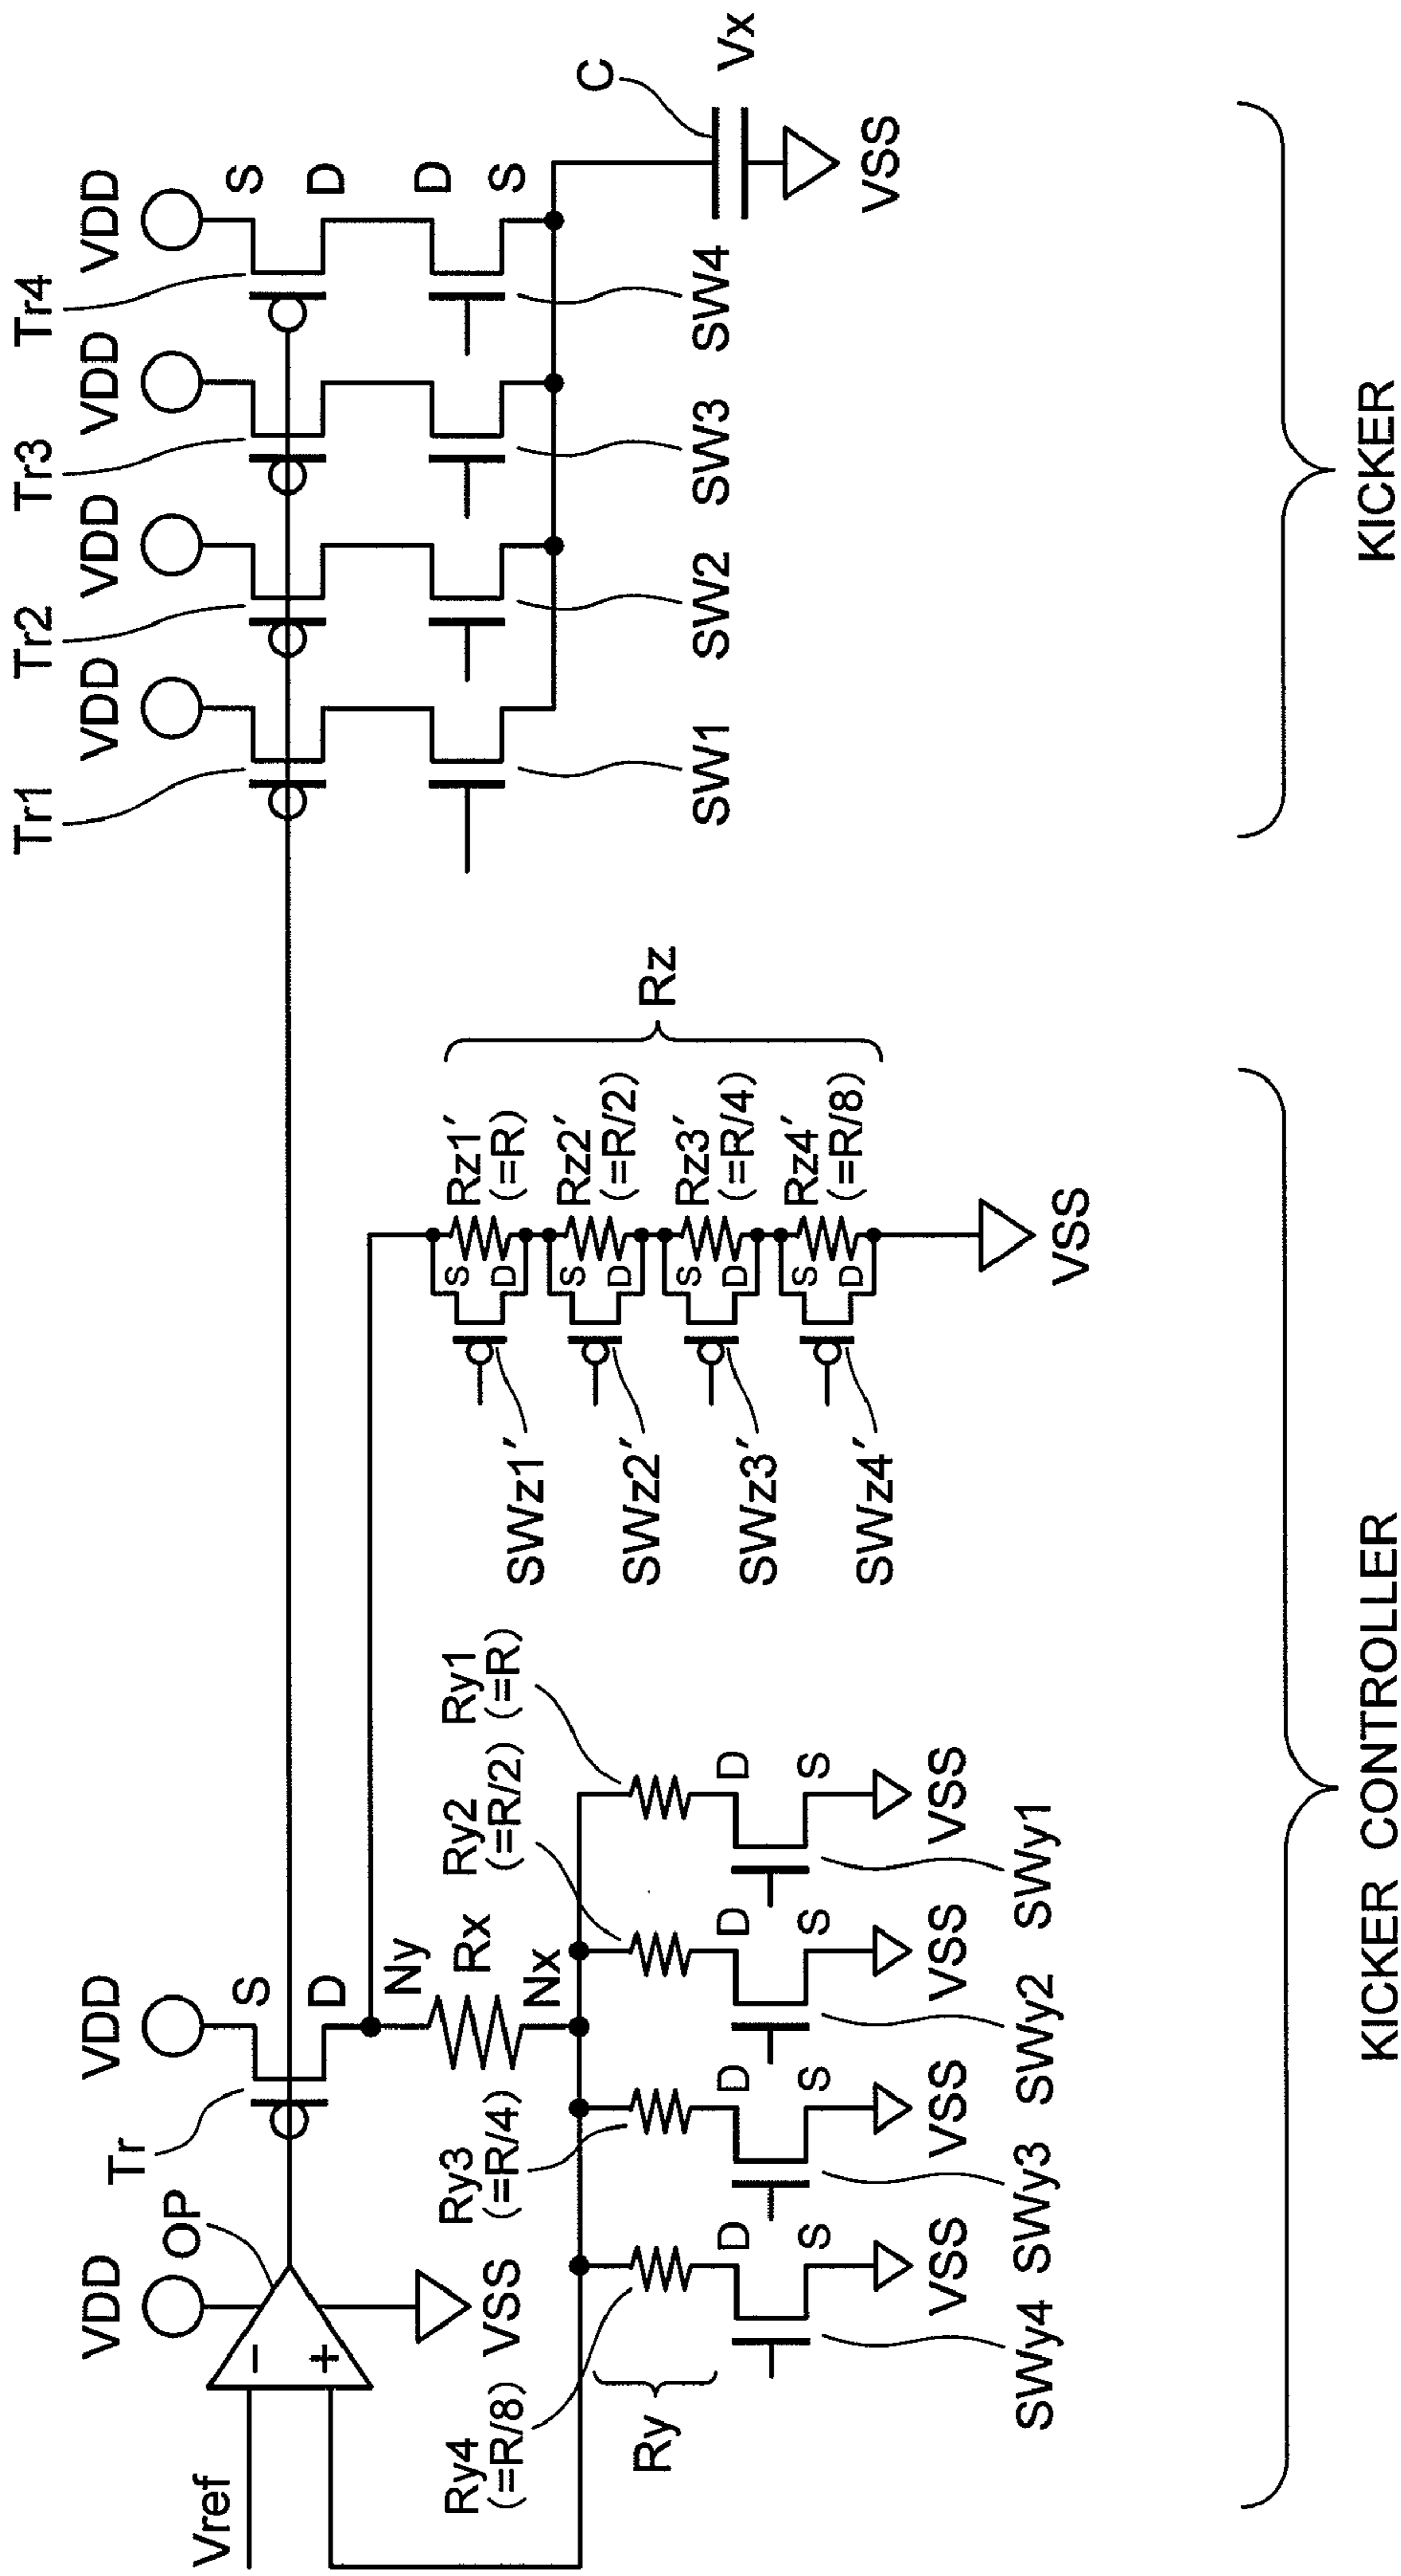 Vref
VDD
OP
−
+
VSS
Tr
VDD
S
D
Ny
Rx
Nx
Ry4
(=R/8)
Ry3
(=R/4)
Ry2
(=R/2)
Ry1
(=R)
Ry
D
S
VSS
D
S
VSS
D
S
VSS
D
S
VSS
SWy4
SWy3
SWy2
SWy1
SWz1′
SWz2′
SWz3′
SWz4′
S
D
S
D
S
D
S
D
Rz1′
(=R)
Rz2′
(=R/2)
Rz3′
(=R/4)
Rz4′
(=R/8)
Rz
VSS
Tr1
Tr2
Tr3
Tr4
VDD
VDD
VDD
VDD
S
D
D
S
SW1
SW2
SW3
SW4
C
Vx
VSS
KICKER CONTROLLER
KICKER